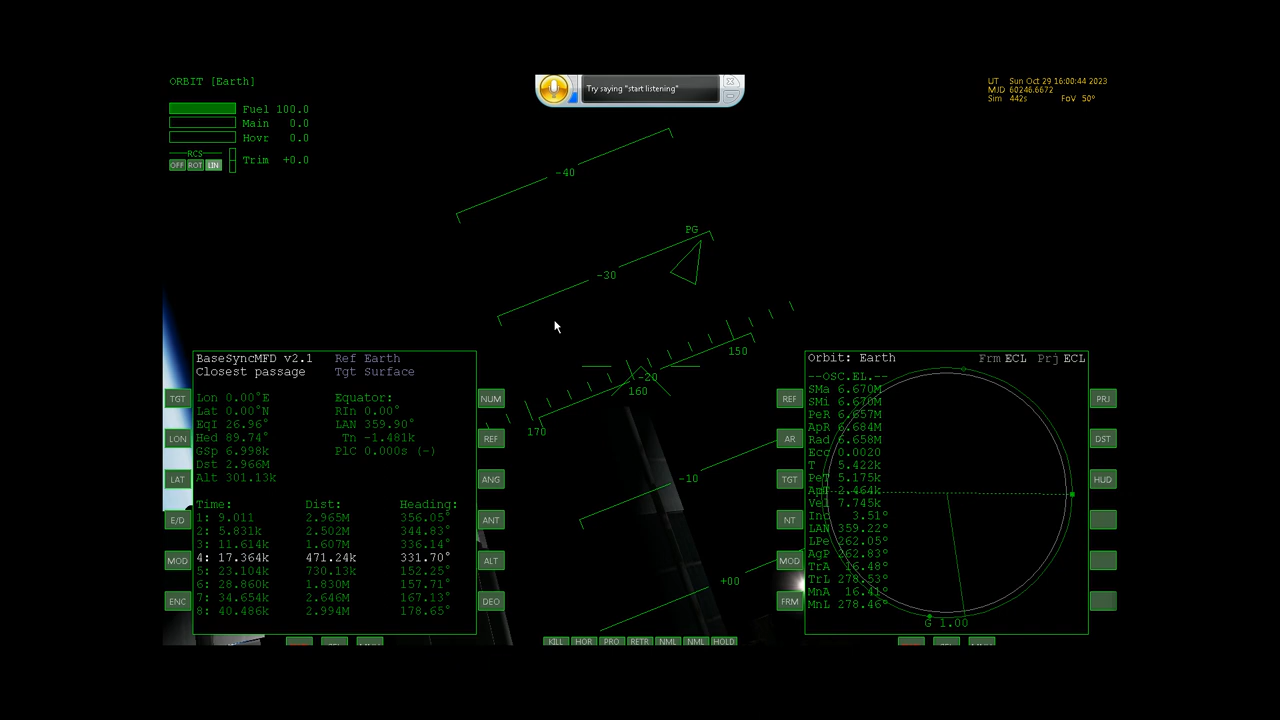 ORBIT [Earth]
Fuel 100.0
Main 0.0
Hovr 0.0
RCS
OFF ROT LIN
Trim +0.0
Try saying "start listening"
UT Sun Oct 29 16:00:44 2023
MJD 60246.6672
Sim 442s FoV 50°
-40
PG
-30
150
-20
160
170
-10
+00
BaseSyncMFD v2.1 Ref Earth
Closest passage Tgt Surface
Lon 0.00°E Equator:
Lat 0.00°N RIn 0.00°
EqI 26.96° LAN 359.90°
Hed 89.74° Tn -1.481k
GSp 6.998k PlC 0.000s (-)
Dst 2.966M
Alt 301.13k
Time: Dist: Heading:
1: 9.011 2.965M 356.05°
2: 5.831k 2.502M 344.83°
3: 11.614k 1.607M 336.14°
4: 17.364k 471.24k 331.70°
5: 23.104k 730.13k 152.25°
6: 28.860k 1.830M 157.71°
7: 34.654k 2.646M 167.13°
8: 40.486k 2.994M 178.65°
TGT
LON
LAT
E/D
MOD
ENC
NUM
REF
ANG
ANT
ALT
DEO
KILL HOR PRO RETR NML NML HOLD
Orbit: Earth Frm ECL Prj ECL
--OSC.EL.--
SMa 6.670M
SMi 6.670M
PeR 6.657M
ApR 6.684M
Rad 6.658M
Ecc 0.0020
T 5.422k
PeT 5.175k
ApT 2.464k
Vel 7.745k
Inc 3.51°
LAN 359.22°
LPe 262.05°
AgP 262.83°
TrA 16.48°
TrL 278.53°
MnA 16.41°
MnL 278.46°
G 1.00
REF
AR
TGT
NT
MOD
FRM
PRJ
DST
HUD